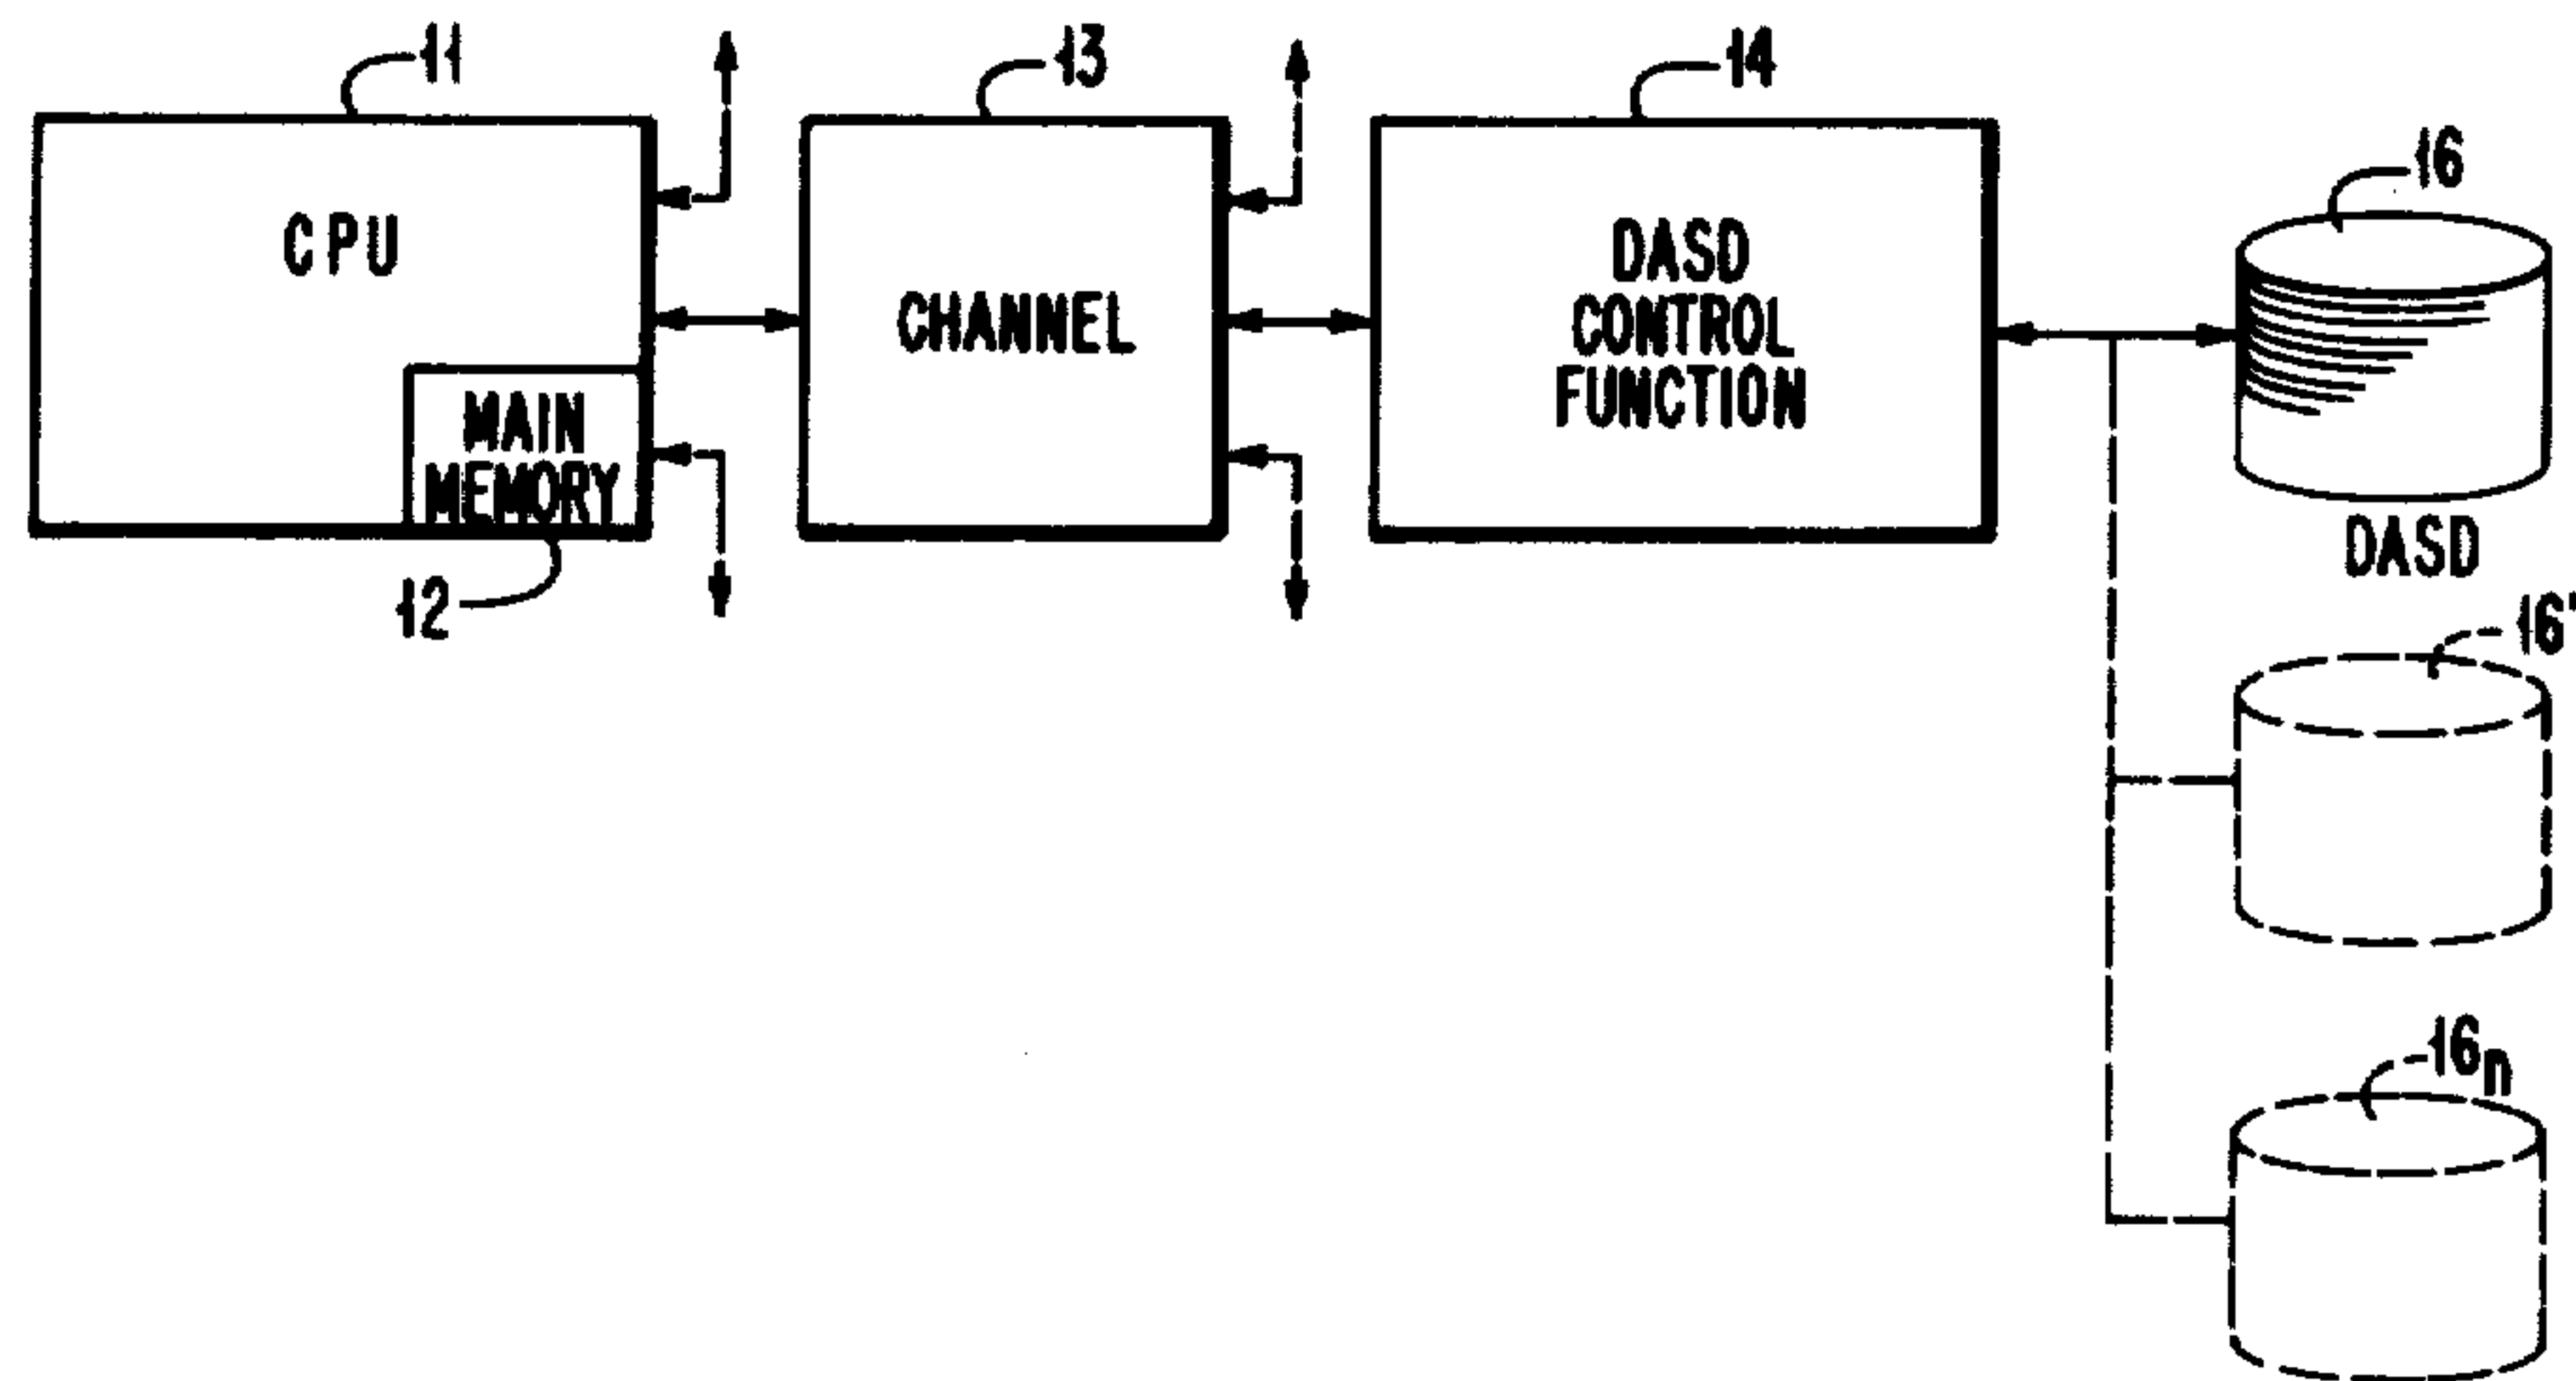 11
13
14
16
CPU
MAIN
MEMORY
12
CHANNEL
DASD
CONTROL
FUNCTION
DASD
16'
16n